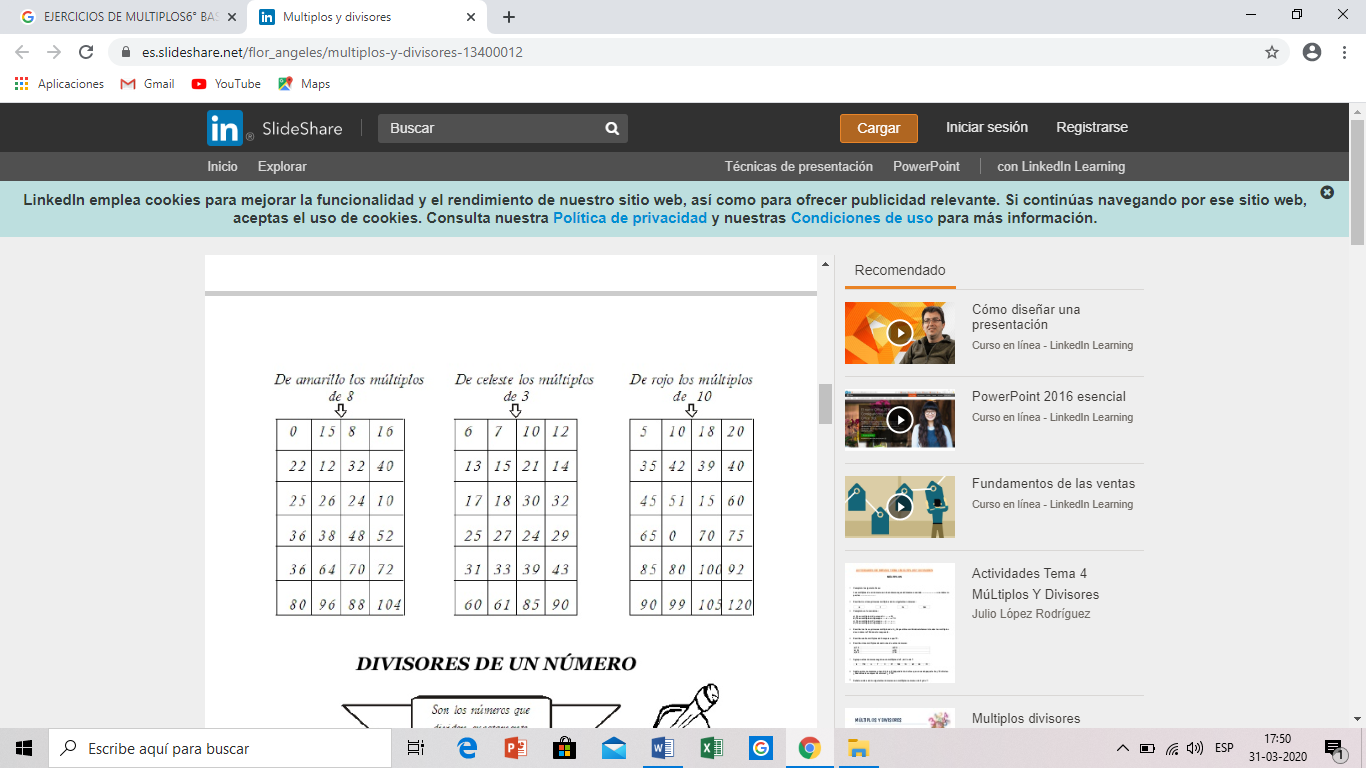 EJERCICIOS DE MULTIPLOS6° BAS
Multiplos y divisores
es.slideshare.net/flor_angeles/multiplos-y-divisores-13400012
Aplicaciones Gmail YouTube Maps
in SlideShare Buscar Cargar Iniciar sesión Registrarse
Inicio Explorar Técnicas de presentación PowerPoint con LinkedIn Learning
LinkedIn emplea cookies para mejorar la funcionalidad y el rendimiento de nuestro sitio web, así como para ofrecer publicidad relevante. Si continúas navegando por ese sitio web,
aceptas el uso de cookies. Consulta nuestra Política de privacidad y nuestras Condiciones de uso para más información.
De amarillo los múltiplos
de 8
0 15 8 16
22 12 32 40
25 26 24 10
36 38 48 52
36 64 70 72
80 96 88 104
De celeste los múltiplos
de 3
6 7 10 12
13 15 21 14
17 18 30 32
25 27 24 29
31 33 39 43
60 61 85 90
De rojo los múltiplos
de 10
5 10 18 20
35 42 39 40
45 51 15 60
65 0 70 75
85 80 100 92
90 99 105 120
DIVISORES DE UN NÚMERO
Son los números que
Recomendado
Cómo diseñar una
presentación
Curso en línea - LinkedIn Learning
PowerPoint 2016 esencial
Curso en línea - LinkedIn Learning
Fundamentos de las ventas
Curso en línea - LinkedIn Learning
Actividades Tema 4
MúLtiplos Y Divisores
Julio López Rodríguez
MÚLTIPLOS Y DIVISORES
Multiplos divisores
Escribe aquí para buscar
ESP
17:50
31-03-2020
1